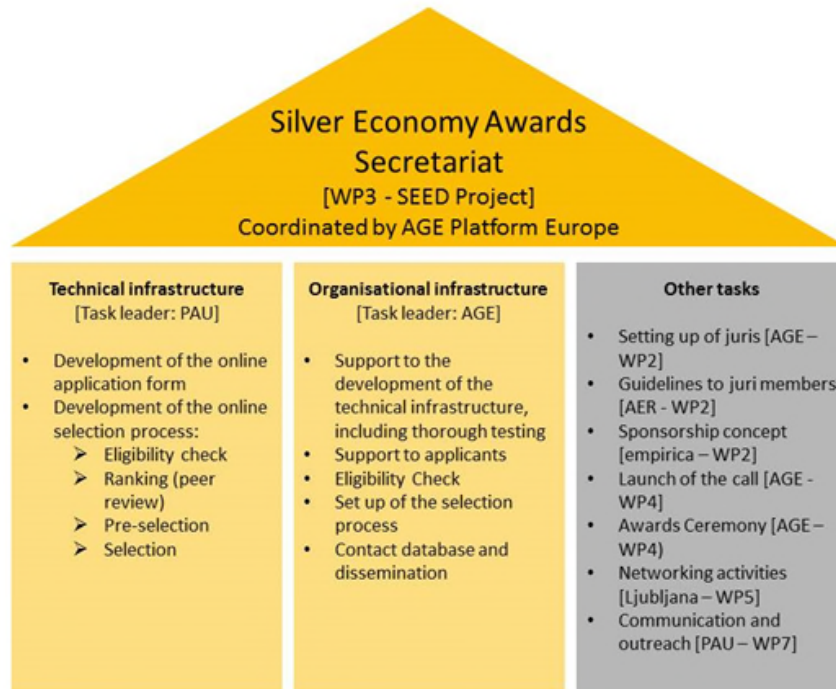 Silver Economy Awards
Secretariat
[WP3 - SEED Project]
Coordinated by AGE Platform Europe
Technical infrastructure
[Task leader: PAU]
• Development of the online
application form
• Development of the online
selection process:
➢ Eligibility check
➢ Ranking (peer
review)
➢ Pre-selection
➢ Selection
Organisational infrastructure
[Task leader: AGE]
• Support to the
development of the
technical infrastructure,
including thorough testing
• Support to applicants
• Eligibility Check
• Set up of the selection
process
• Contact database and
dissemination
Other tasks
• Setting up of juris [AGE –
WP2]
• Guidelines to juri members
[AER - WP2]
• Sponsorship concept
[empirica – WP2]
• Launch of the call [AGE -
WP4]
• Awards Ceremony [AGE –
WP4)
• Networking activities
[Ljubljana – WP5]
• Communication and
outreach [PAU – WP7]